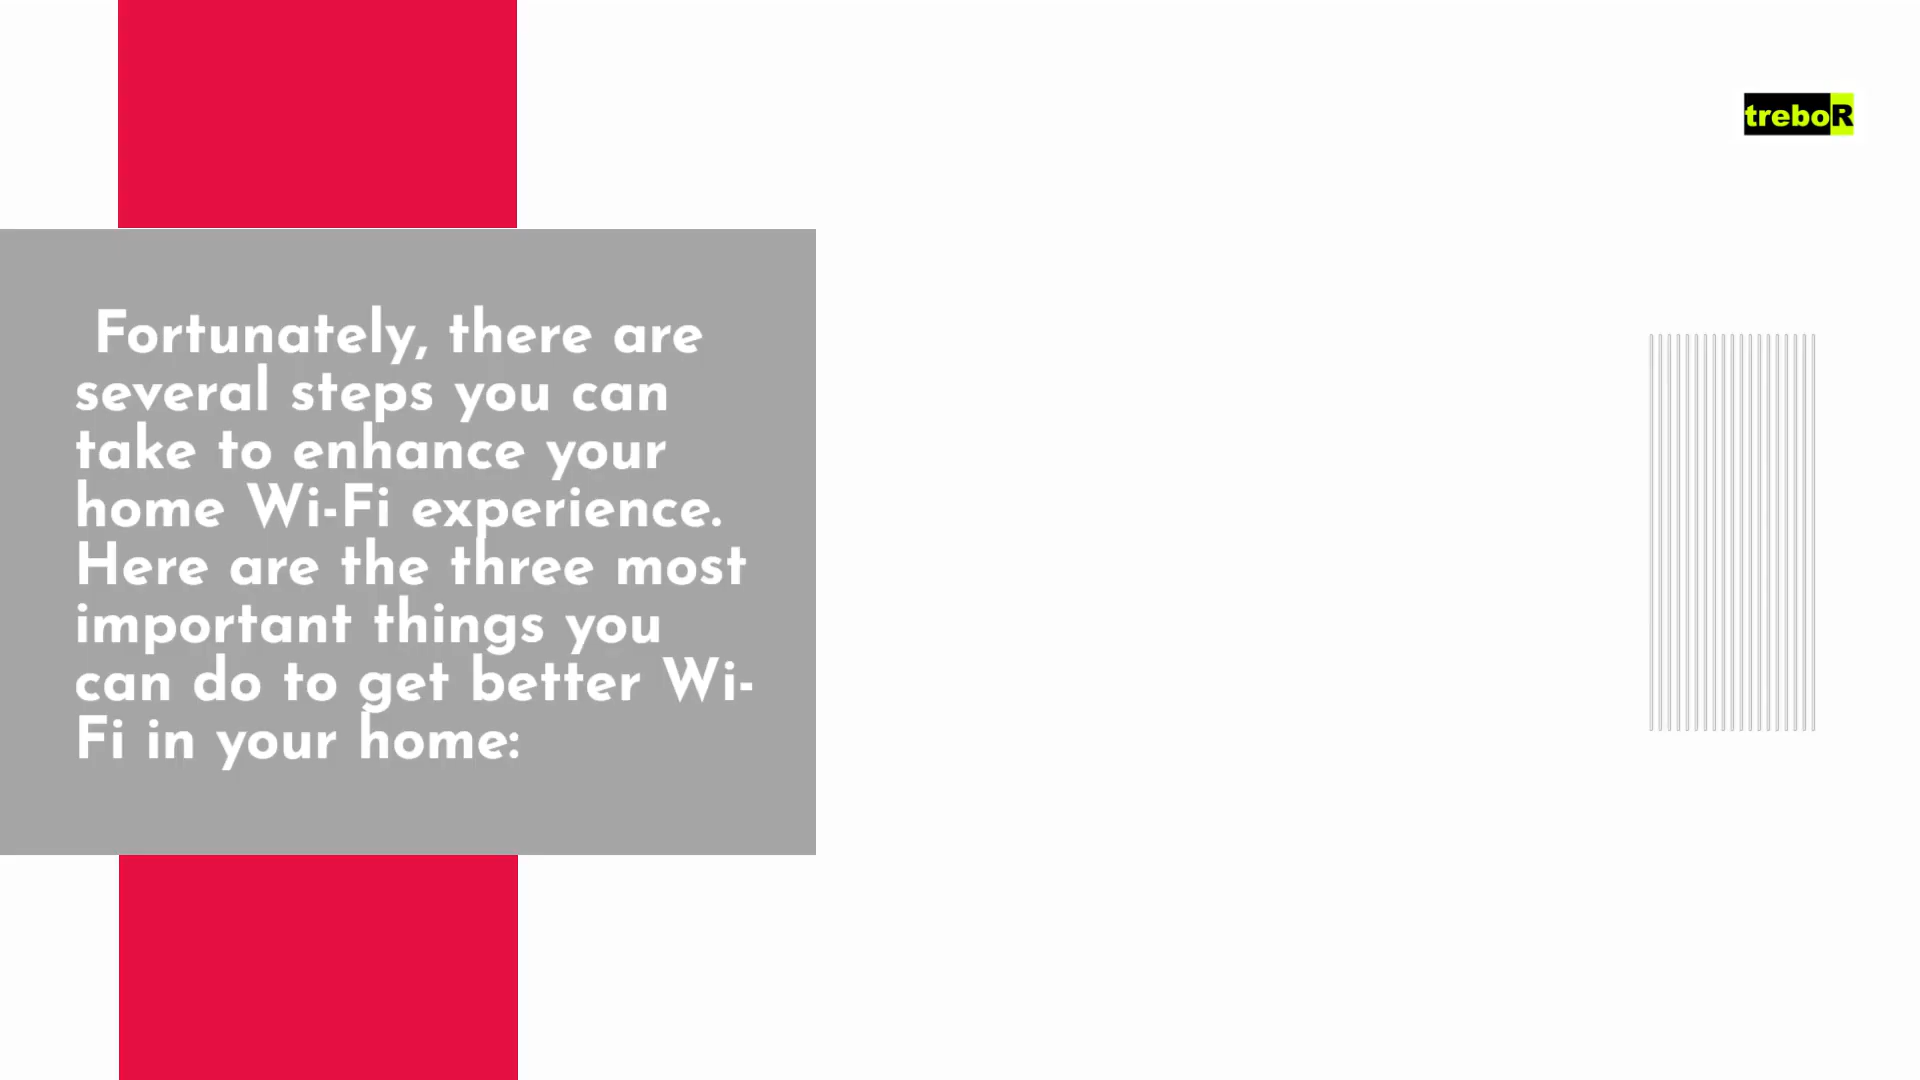 treboR
Fortunately, there are
several steps you can
take to enhance your
home Wi-Fi experience.
Here are the three most
important things you
can do to get better Wi-
Fi in your home: